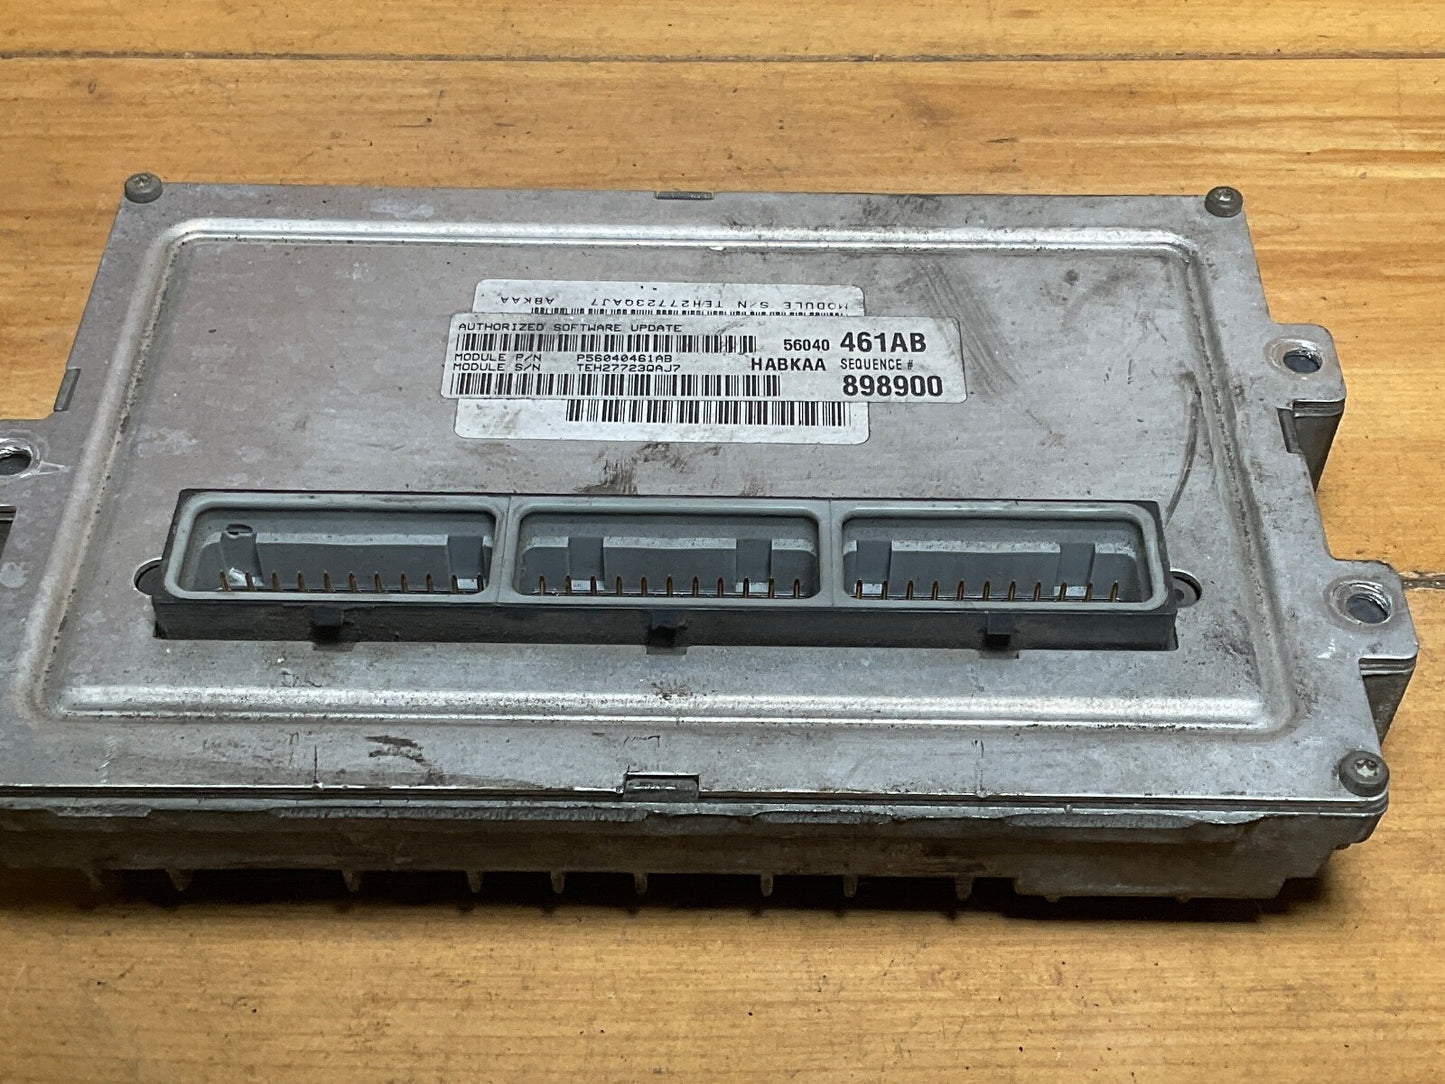 MODULE S/N TEH27723QAJ7 ABKAA
AUTHORIZED SOFTWARE UPDATE
56040 461AB
MODULE P/N P56040461AB
MODULE S/N TEH27723QAJ7
HABKAA SEQUENCE #
898900